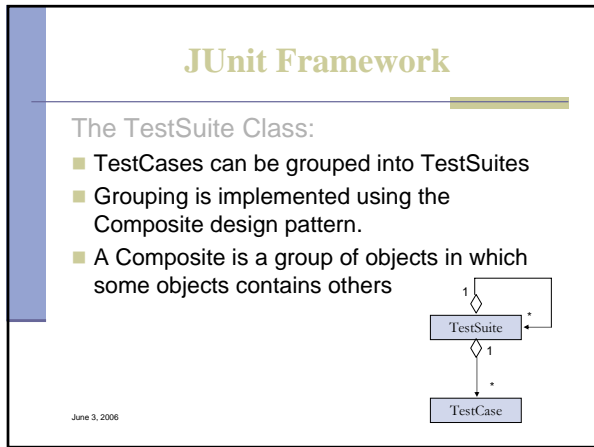 JUnit Framework
The TestSuite Class:
TestCases can be grouped into TestSuites
Grouping is implemented using the
Composite design pattern.
A Composite is a group of objects in which
some objects contains others
1
*
TestSuite
1
*
TestCase
June 3, 2006